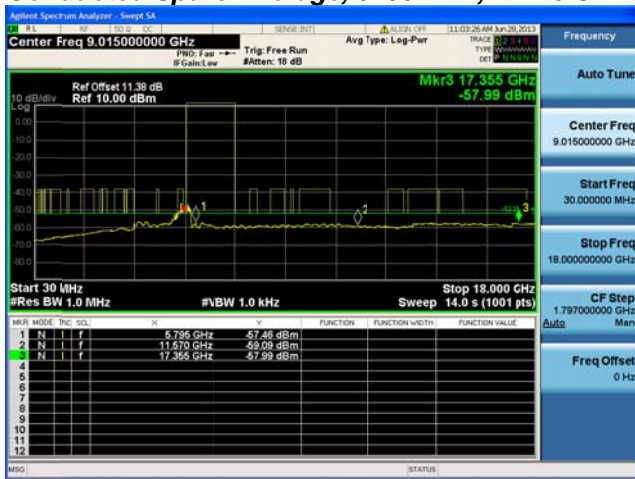 Agilent Spectrum Analyzer - Swept SA
RL RF 50 Ω DC SENSE:INT ALIGN OFF 11:03:26 AM Jun 28, 2013
Center Freq 9.015000000 GHz
PNO: Fast Trig: Free Run
IFGain:Low #Atten: 18 dB
Avg Type: Log-Pwr
TRACE 1 2 3 4 5 6
TYPE
DET P N N N N N
Frequency
Auto Tune
Ref Offset 11.38 dB
10 dB/div Ref 10.00 dBm
Log
Mkr3 17.355 GHz
-57.99 dBm
0.00
-10.0
-20.0
-30.0
-40.0
-50.0
-60.0
-70.0
-80.0
1
2
3
Center Freq
9.015000000 GHz
Start Freq
30.000000 MHz
Stop Freq
18.000000000 GHz
Start 30 MHz Stop 18.000 GHz
#Res BW 1.0 MHz #VBW 1.0 kHz Sweep 14.0 s (1001 pts)
CF Step
1.797000000 GHz
Auto Man
MKR MODE TRC SCL X Y FUNCTION FUNCTION WIDTH FUNCTION VALUE
1 N 1 f 5.795 GHz -57.46 dBm
2 N 1 f 11.570 GHz -59.09 dBm
3 N 1 f 17.355 GHz -57.99 dBm
4
5
6
7
8
9
10
11
12
Freq Offset
0 Hz
MSG STATUS